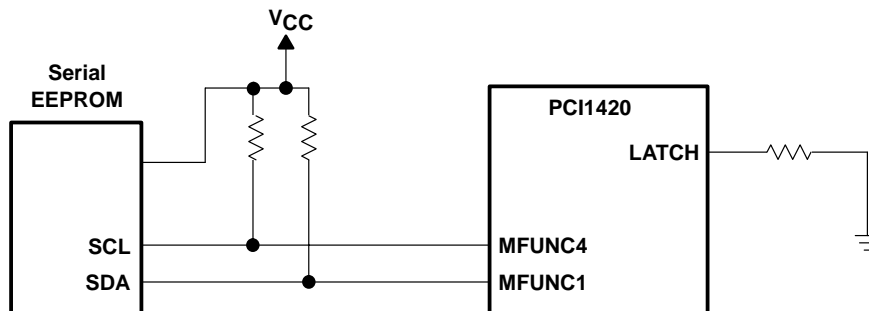 VCC
Serial
EEPROM
PCI1420
LATCH
SCL
MFUNC4
SDA
MFUNC1